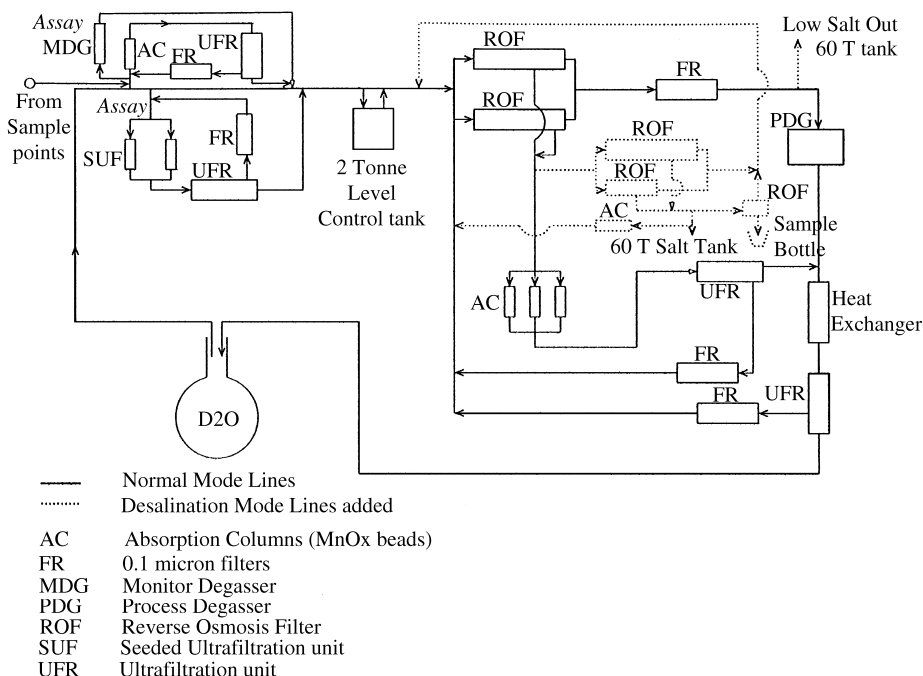 Assay
MDG
AC
FR
UFR
From
Sample
points
Assay
SUF
FR
UFR
2 Tonne
Level
Control tank
ROF
ROF
FR
Low Salt Out
60 T tank
PDG
ROF
ROF
ROF
AC
60 T Salt Tank
Sample
Bottle
AC
UFR
Heat
Exchanger
FR
FR
UFR
D2O
Normal Mode Lines
Desalination Mode Lines added
AC Absorption Columns (MnOx beads)
FR 0.1 micron filters
MDG Monitor Degasser
PDG Process Degasser
ROF Reverse Osmosis Filter
SUF Seeded Ultrafiltration unit
UFR Ultrafiltration unit